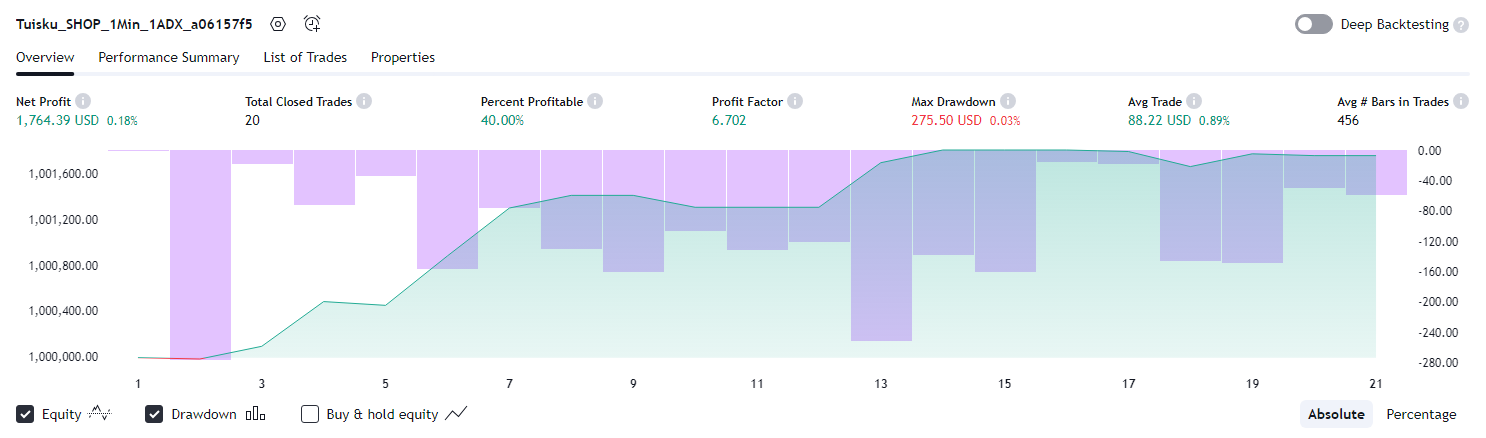 Tuisku_SHOP_1Min_1ADX_a06157f5
Deep Backtesting ?
Overview Performance Summary List of Trades Properties
Net Profit Total Closed Trades Percent Profitable Profit Factor Max Drawdown Avg Trade Avg # Bars in Trades
1,764.39 USD 0.18% 20 40.00% 6.702 275.50 USD 0.03% 88.22 USD 0.89% 456
0.00
1,001,600.00 -40.00
1,001,200.00 -80.00
-120.00
1,000,800.00 -160.00
1,000,400.00 -200.00
-240.00
1,000,000.00 -280.00
1 3 5 7 9 11 13 15 17 19 21
Equity Drawdown Buy & hold equity Absolute Percentage